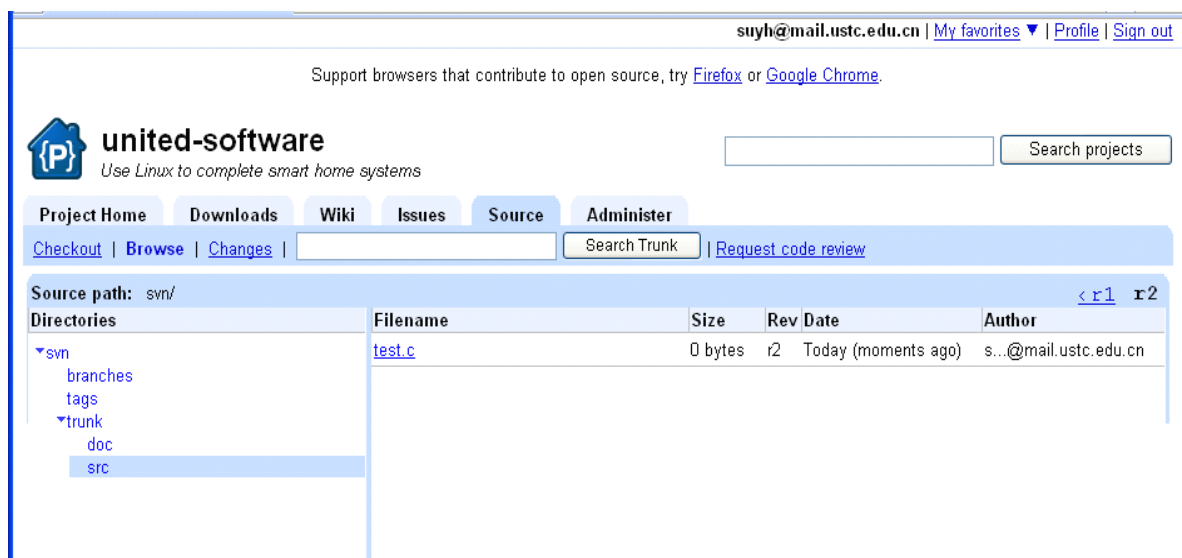 suyh@mail.ustc.edu.cn | My favorites ▼ | Profile | Sign out
Support browsers that contribute to open source, try Firefox or Google Chrome.
{P}
united-software
Use Linux to complete smart home systems
Search projects
Project Home Downloads Wiki Issues Source Administer
Checkout | Browse | Changes | Search Trunk | Request code review
Source path: svn/ ‹ r1 r2
Directories Filename Size Rev Date Author
svn test.c 0 bytes r2 Today (moments ago) s...@mail.ustc.edu.cn
branches
tags
trunk
doc
src